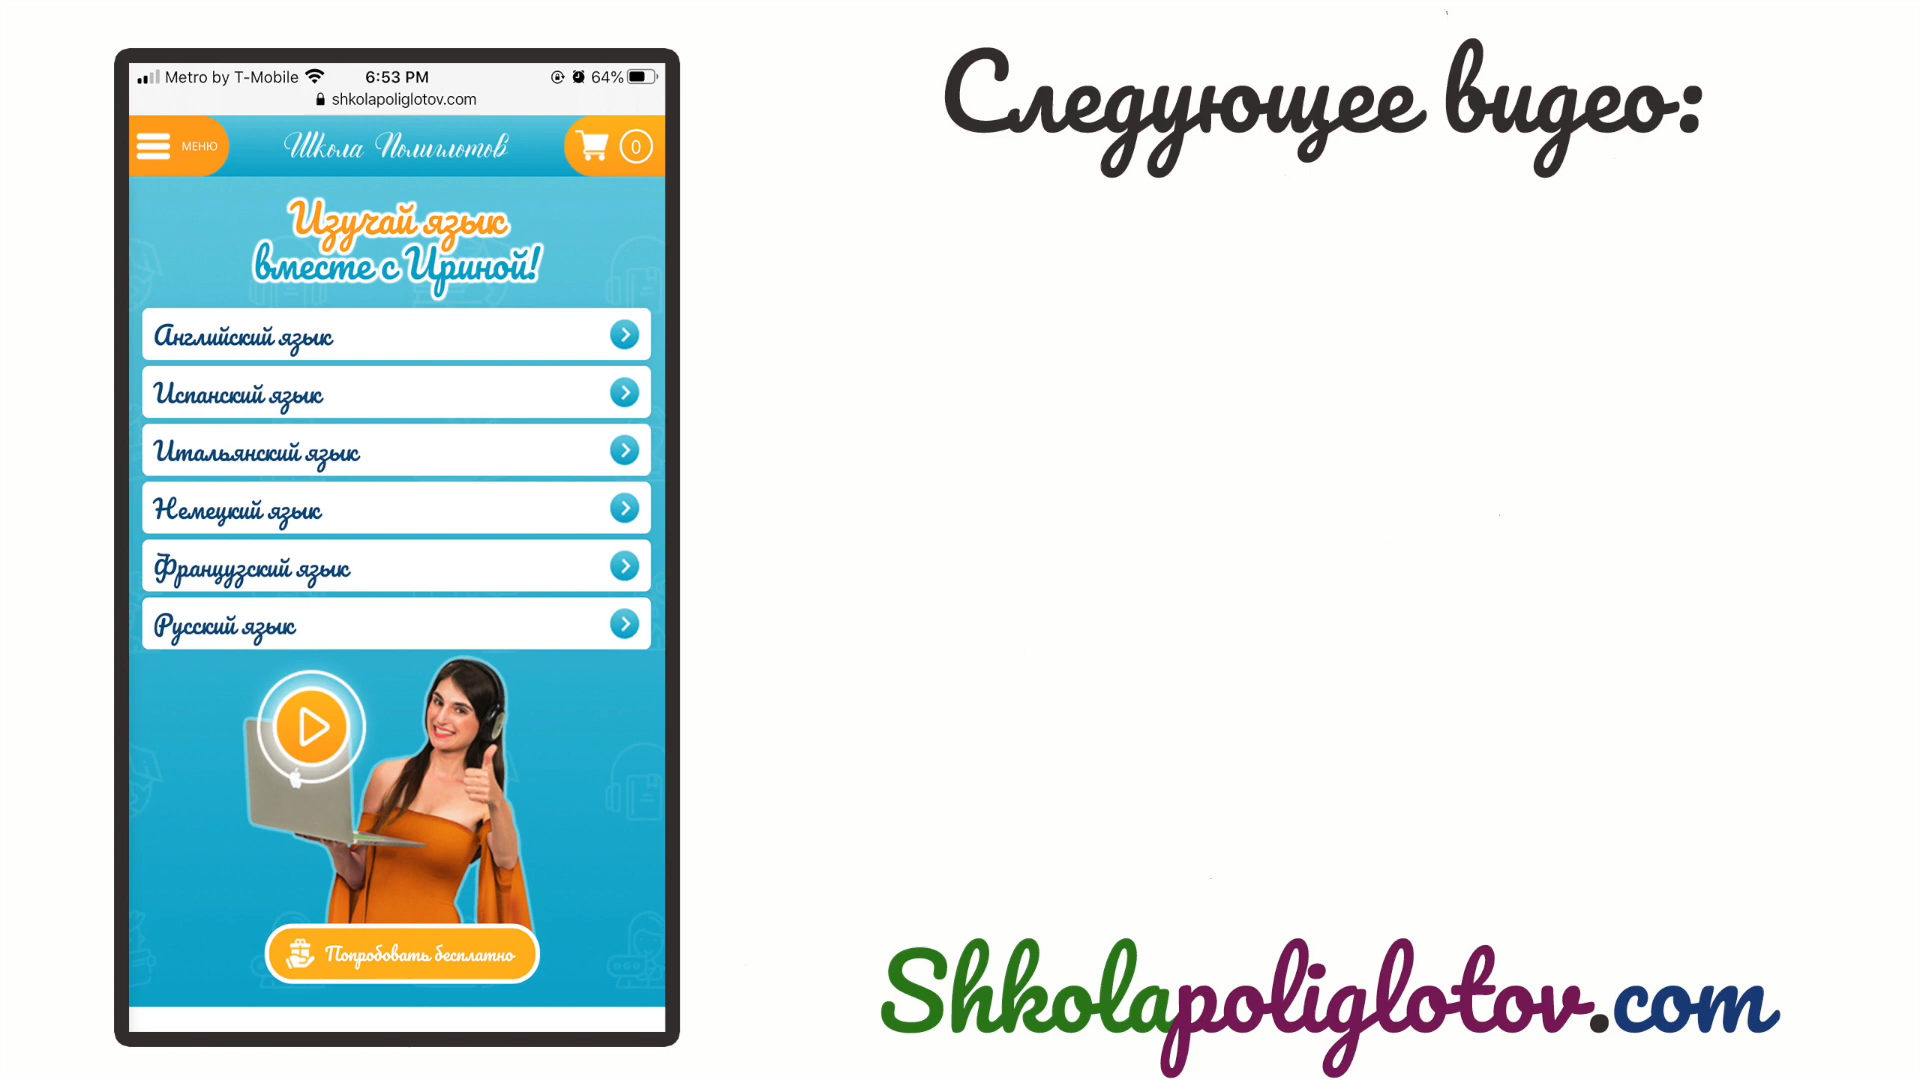 Metro by T-Mobile 6:53 PM 64%
shkolapoliglotov.com
МЕНЮ
Школа Полиглотов
0
Изучай язык
вместе с Ириной!
Английский язык
Испанский язык
Итальянский язык
Немецкий язык
Французский язык
Русский язык
Попробовать бесплатно
Следующее видео:
Shkolapoliglotov.com